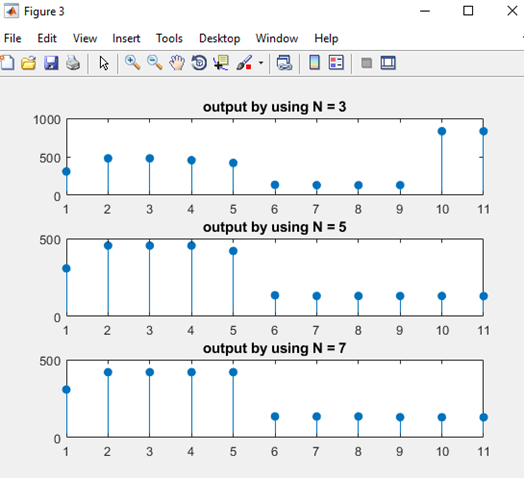 Figure 3
File Edit View Insert Tools Desktop Window Help
output by using N = 3
1000
500
0
1 2 3 4 5 6 7 8 9 10 11
output by using N = 5
500
0
1 2 3 4 5 6 7 8 9 10 11
output by using N = 7
500
0
1 2 3 4 5 6 7 8 9 10 11